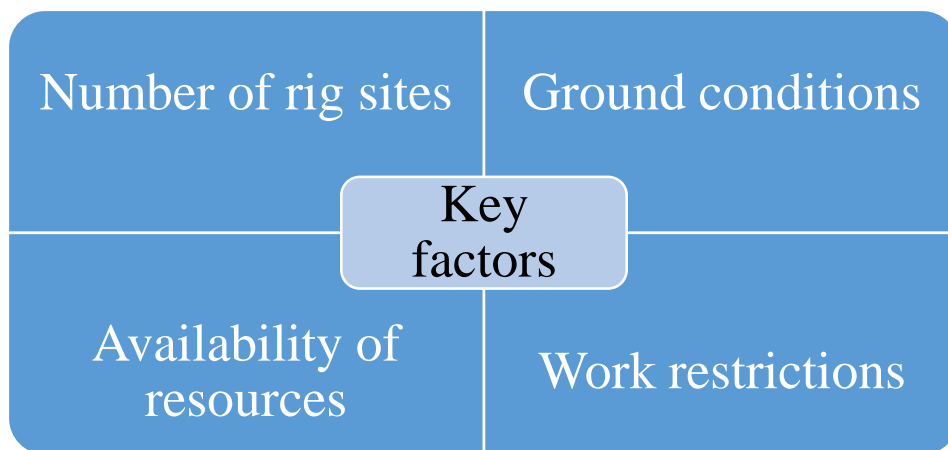 Number of rig sites
Ground conditions
Key
factors
Availability of
resources
Work restrictions